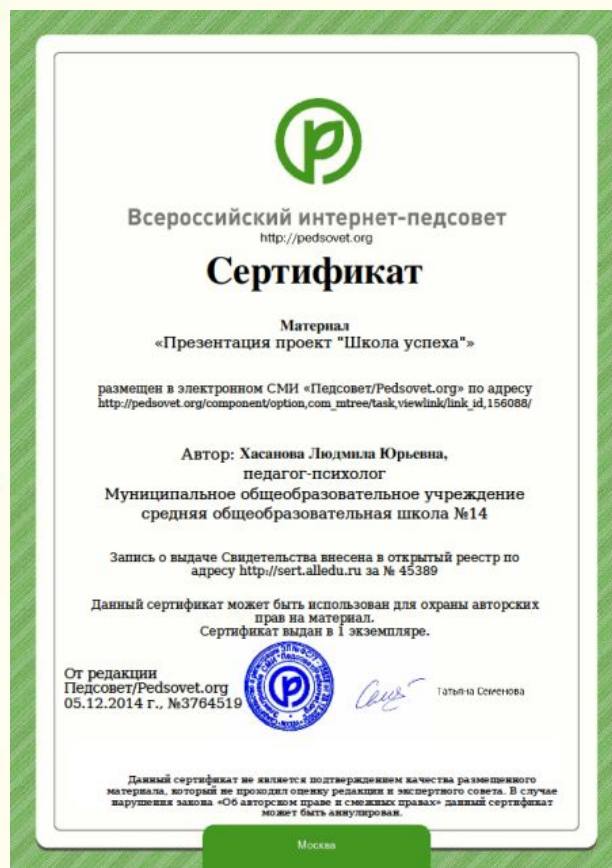 Всероссийский интернет-педсовет
http://pedsovet.org
Сертификат
Материал
«Презентация проект "Школа успеха"»
размещен в электронном СМИ «Педсовет/Pedsovet.org» по адресу
http://pedsovet.org/component/option,com_mtree/task,viewlink/link_id,156088/
Автор: Хасанова Людмила Юрьевна,
педагог-психолог
Муниципальное общеобразовательное учреждение
средняя общеобразовательная школа №14
Запись о выдаче Свидетельства внесена в открытый реестр по
адресу http://sert.alledu.ru за № 45389
Данный сертификат может быть использован для охраны авторских
прав на материал.
Сертификат выдан в 1 экземпляре.
От редакции
Педсовет/Pedsovet.org
05.12.2014 г., №3764519
Татьяна Семенова
Данный сертификат не является подтверждением качества размещенного
материала, который не проходил оценку редакции и экспертного совета. В случае
нарушения закона «Об авторском праве и смежных правах» данный сертификат
может быть аннулирован.
Москва